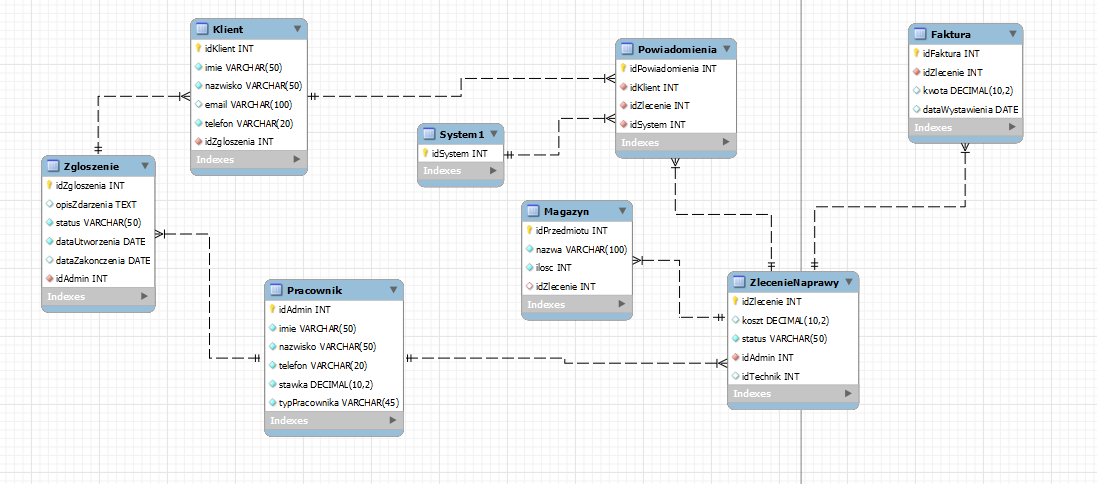 Klient
idKlient INT
imie VARCHAR(50)
nazwisko VARCHAR(50)
email VARCHAR(100)
telefon VARCHAR(20)
idZgloszenia INT
Indexes
Powiadomienia
idPowiadomienia INT
idKlient INT
idZlecenie INT
idSystem INT
Indexes
Faktura
idFaktura INT
idZlecenie INT
kwota DECIMAL(10,2)
dataWystawienia DATE
Indexes
System1
idSystem INT
Indexes
Zgloszenie
idZgloszenia INT
opisZdarzenia TEXT
status VARCHAR(50)
dataUtworzenia DATE
dataZakonczenia DATE
idAdmin INT
Indexes
Magazyn
idPrzedmiotu INT
nazwa VARCHAR(100)
ilosc INT
idZlecenie INT
Indexes
Pracownik
idAdmin INT
imie VARCHAR(50)
nazwisko VARCHAR(50)
telefon VARCHAR(20)
stawka DECIMAL(10,2)
typPracownika VARCHAR(45)
Indexes
ZlecenieNaprawy
idZlecenie INT
koszt DECIMAL(10,2)
status VARCHAR(50)
idAdmin INT
idTechnik INT
Indexes